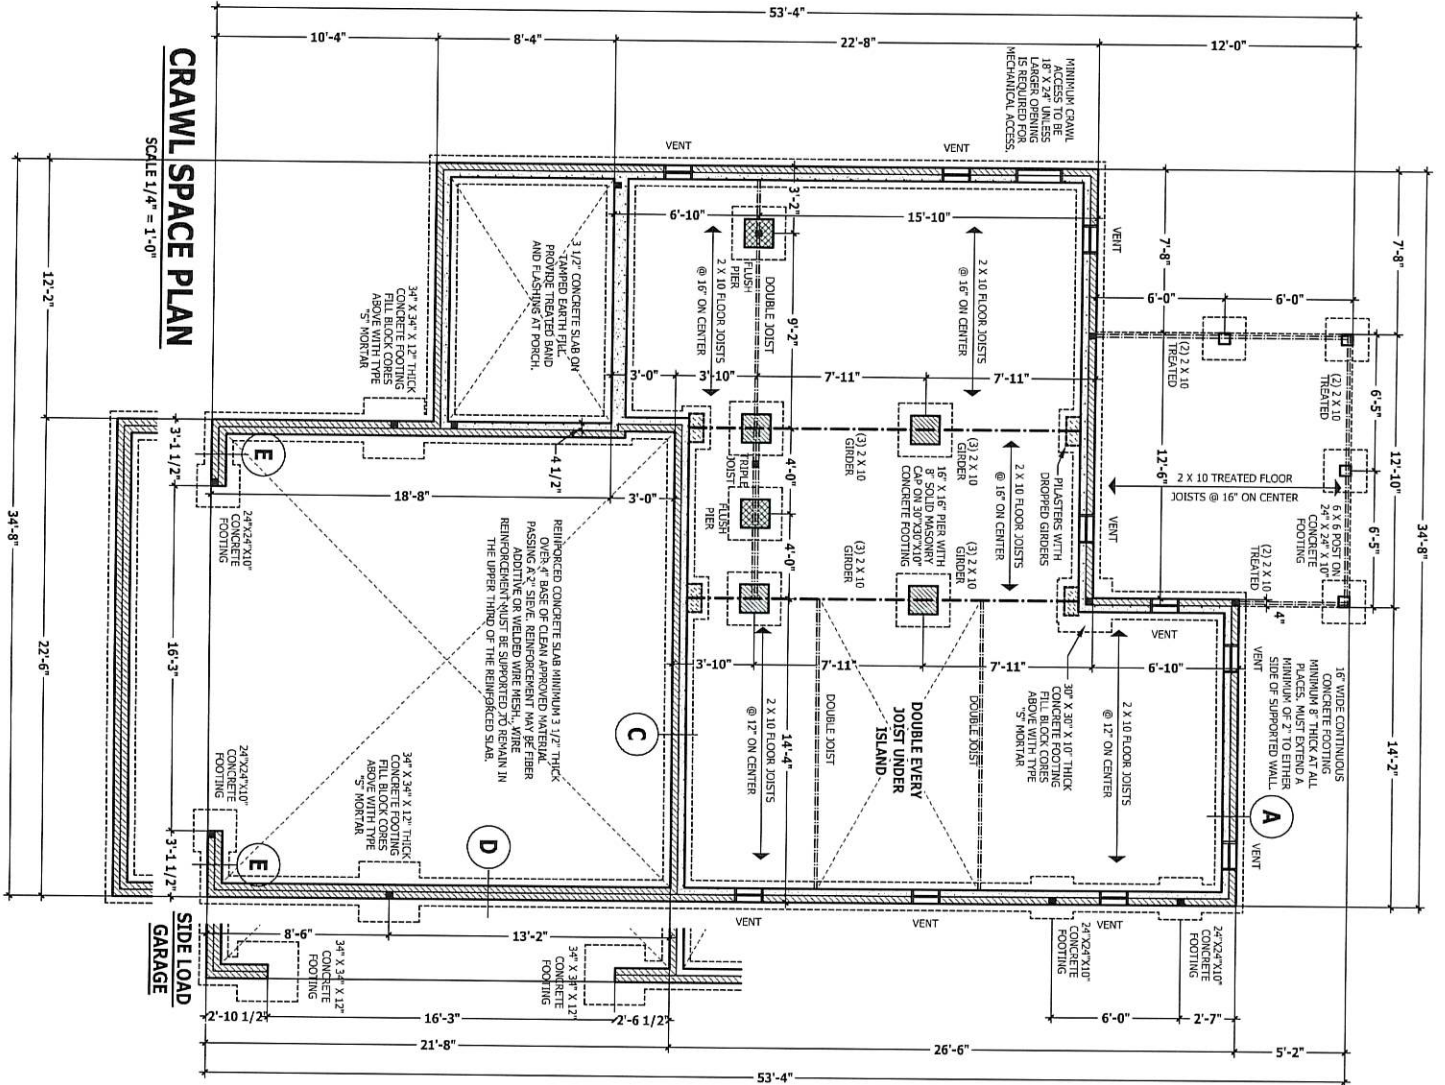 53'-4"
10'-4"
8'-4"
22'-8"
12'-0"
CRAWL SPACE PLAN
SCALE 1/4" = 1'-0"
MINIMUM CRAWL
ACCESS TO BE
18" X 24" UNLESS
LARGER OPENING
IS REQUIRED FOR
MECHANICAL ACCESS.
VENT
VENT
VENT
3'-2"
6'-10"
15'-10"
7'-8"
7'-8"
6'-0"
6'-0"
12'-2"
34'-8"
22'-6"
3 1/2" CONCRETE SLAB ON
TAMPED EARTH FILL.
PROVIDE TREATED BAND
AND FLASHING AT PORCH.
34" X 34" X 12" THICK
CONCRETE FOOTING
FILL BLOCK CORES
ABOVE WITH TYPE
"S" MORTAR
FLUSH
PIER
DOUBLE JOIST
2 X 10 FLOOR JOISTS
@ 16" ON CENTER
9'-2"
2 X 10 FLOOR JOISTS
@ 16" ON CENTER
(2) 2 X 10
TREATED
(2) 2 X 10
TREATED
6'-5"
6'-5"
12'-10"
34'-8"
3'-0"
3'-10"
7'-11"
7'-11"
12'-6"
2 X 10 TREATED FLOOR
JOISTS @ 16" ON CENTER
6 X 6 POST ON
24" X 24" X 10"
CONCRETE
FOOTING
(2) 2 X 10
TREATED
4"
3'-1 1/2"
E
4 1/2"
18'-8"
3'-0"
24"X24"X10"
CONCRETE
FOOTING
TRIPLE
JOIST
4'-0"
FLUSH
PIER
4'-0"
(3) 2 X 10
GIRDER
(3) 2 X 10
GIRDER
16" X 16" PIER WITH
8" SOLID MASONRY
CAP ON 30"X30"X10"
CONCRETE FOOTING
2 X 10 FLOOR JOISTS
@ 16" ON CENTER
PILASTERS WITH
DROPPED GIRDERS
VENT
(3) 2 X 10
GIRDER
(3) 2 X 10
GIRDER
REINFORCED CONCRETE SLAB MINIMUM 3 1/2" THICK
OVER 4" BASE OF CLEAN APPROVED MATERIAL
PASSING A 2" SIEVE. REINFORCEMENT MAY BE FIBER
ADDITIVE OR WELDED WIRE MESH. WIRE
REINFORCEMENT MUST BE SUPPORTED TO REMAIN IN
THE UPPER THIRD OF THE REINFORCED SLAB.
16'-3"
3'-10"
7'-11"
7'-11"
6'-10"
VENT
VENT
16" WIDE CONTINUOUS
CONCRETE FOOTING
MINIMUM 8" THICK AT ALL
PLACES. MUST EXTEND A
MINIMUM OF 2" TO EITHER
SIDE OF SUPPORTED WALL.
30" X 30" X 10" THICK
CONCRETE FOOTING
FILL BLOCK CORES
ABOVE WITH TYPE
"S" MORTAR
2 X 10 FLOOR JOISTS
@ 12" ON CENTER
DOUBLE JOIST
DOUBLE EVERY
JOIST UNDER
ISLAND
DOUBLE JOIST
14'-4"
2 X 10 FLOOR JOISTS
@ 12" ON CENTER
14'-2"
C
A
D
E
24"X24"X10"
CONCRETE
FOOTING
34" X 34" X 12" THICK
CONCRETE FOOTING
FILL BLOCK CORES
ABOVE WITH TYPE
"S" MORTAR
3'-1 1/2"
VENT
VENT
VENT
VENT
SIDE LOAD
GARAGE
8'-6"
13'-2"
34" X 34" X 12"
CONCRETE
FOOTING
34" X 34" X 12"
CONCRETE
FOOTING
24"X24"X10"
CONCRETE
FOOTING
24"X24"X10"
CONCRETE
FOOTING
2'-10 1/2"
16'-3"
2'-6 1/2"
6'-0"
2'-7"
21'-8"
26'-6"
5'-2"
53'-4"